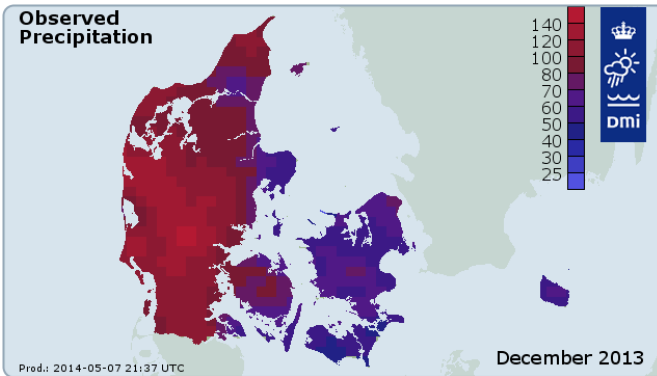 Observed
Precipitation
140
120
100
80
70
60
50
40
30
25
DMI
Prod.: 2014-05-07 21:37 UTC
December 2013